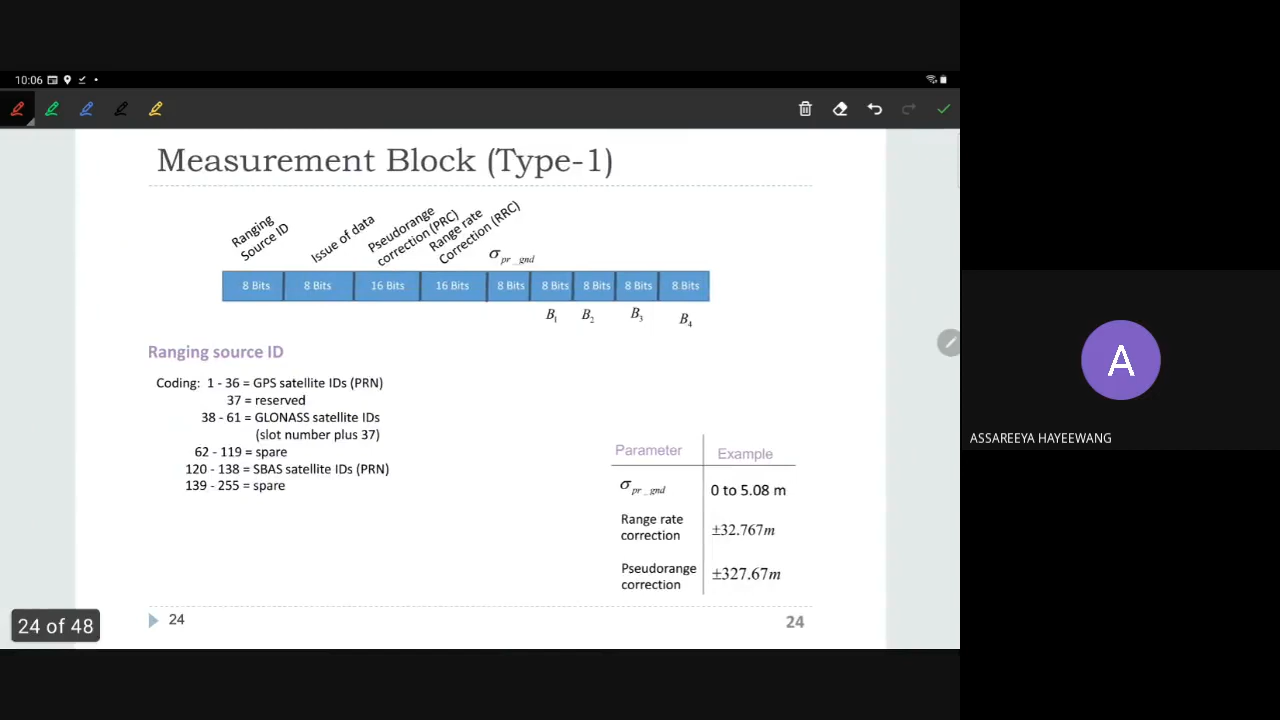 10:06
Measurement Block (Type-1)
Ranging
Source ID
Issue of data
Pseudorange
correction (PRC)
Range rate
Correction (RRC)
σ pr_gnd
8 Bits 8 Bits 16 Bits 16 Bits 8 Bits 8 Bits 8 Bits 8 Bits 8 Bits
B1 B2 B3 B4
Ranging source ID
Coding: 1 - 36 = GPS satellite IDs (PRN)
37 = reserved
38 - 61 = GLONASS satellite IDs
(slot number plus 37)
62 - 119 = spare
120 - 138 = SBAS satellite IDs (PRN)
139 - 255 = spare
Parameter Example
σ pr_gnd 0 to 5.08 m
Range rate
correction ±32.767m
Pseudorange
correction ±327.67m
24 of 48
24
24
A
ASSAREEYA HAYEEWANG